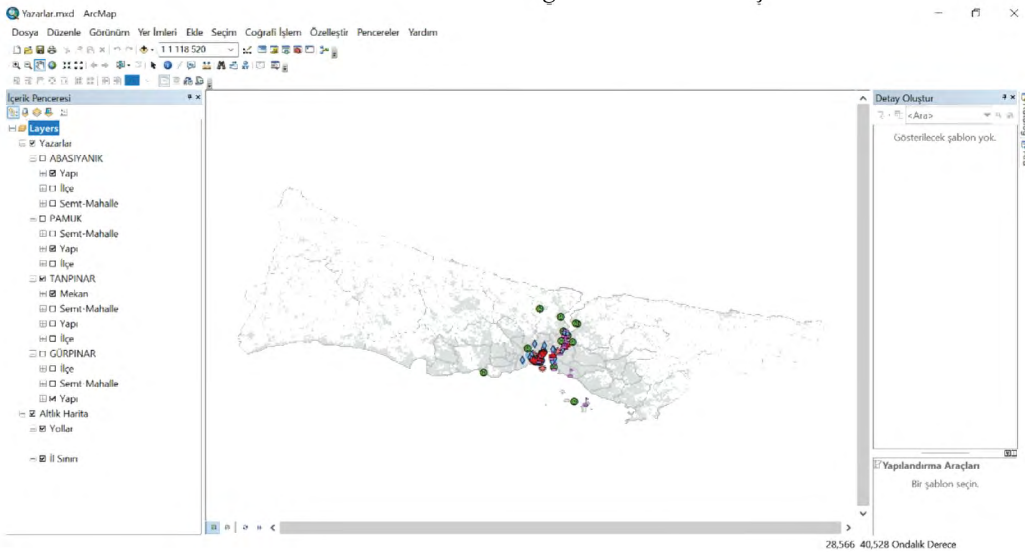 Yazarlar.mxd ArcMap
Dosya Düzenle Görünüm Yer İmleri Ekle Seçim Coğrafi İşlem Özelleştir Pencereler Yardım
1 1 118 520
İçerik Penceresi
Layers
Yazarlar
ABASIYANIK
Yapı
İlçe
Semt-Mahalle
PAMUK
Semt-Mahalle
Yapı
İlçe
TANPINAR
Mekan
Semt-Mahalle
Yapı
İlçe
GÜRPINAR
İlçe
Semt-Mahalle
Yapı
Altlık Harita
Yollar
İl Sınırı
Detay Oluştur
<Ara>
Gösterilecek şablon yok.
Yapılandırma Araçları
Bir şablon seçin.
28,566 40,528 Ondalık Derece